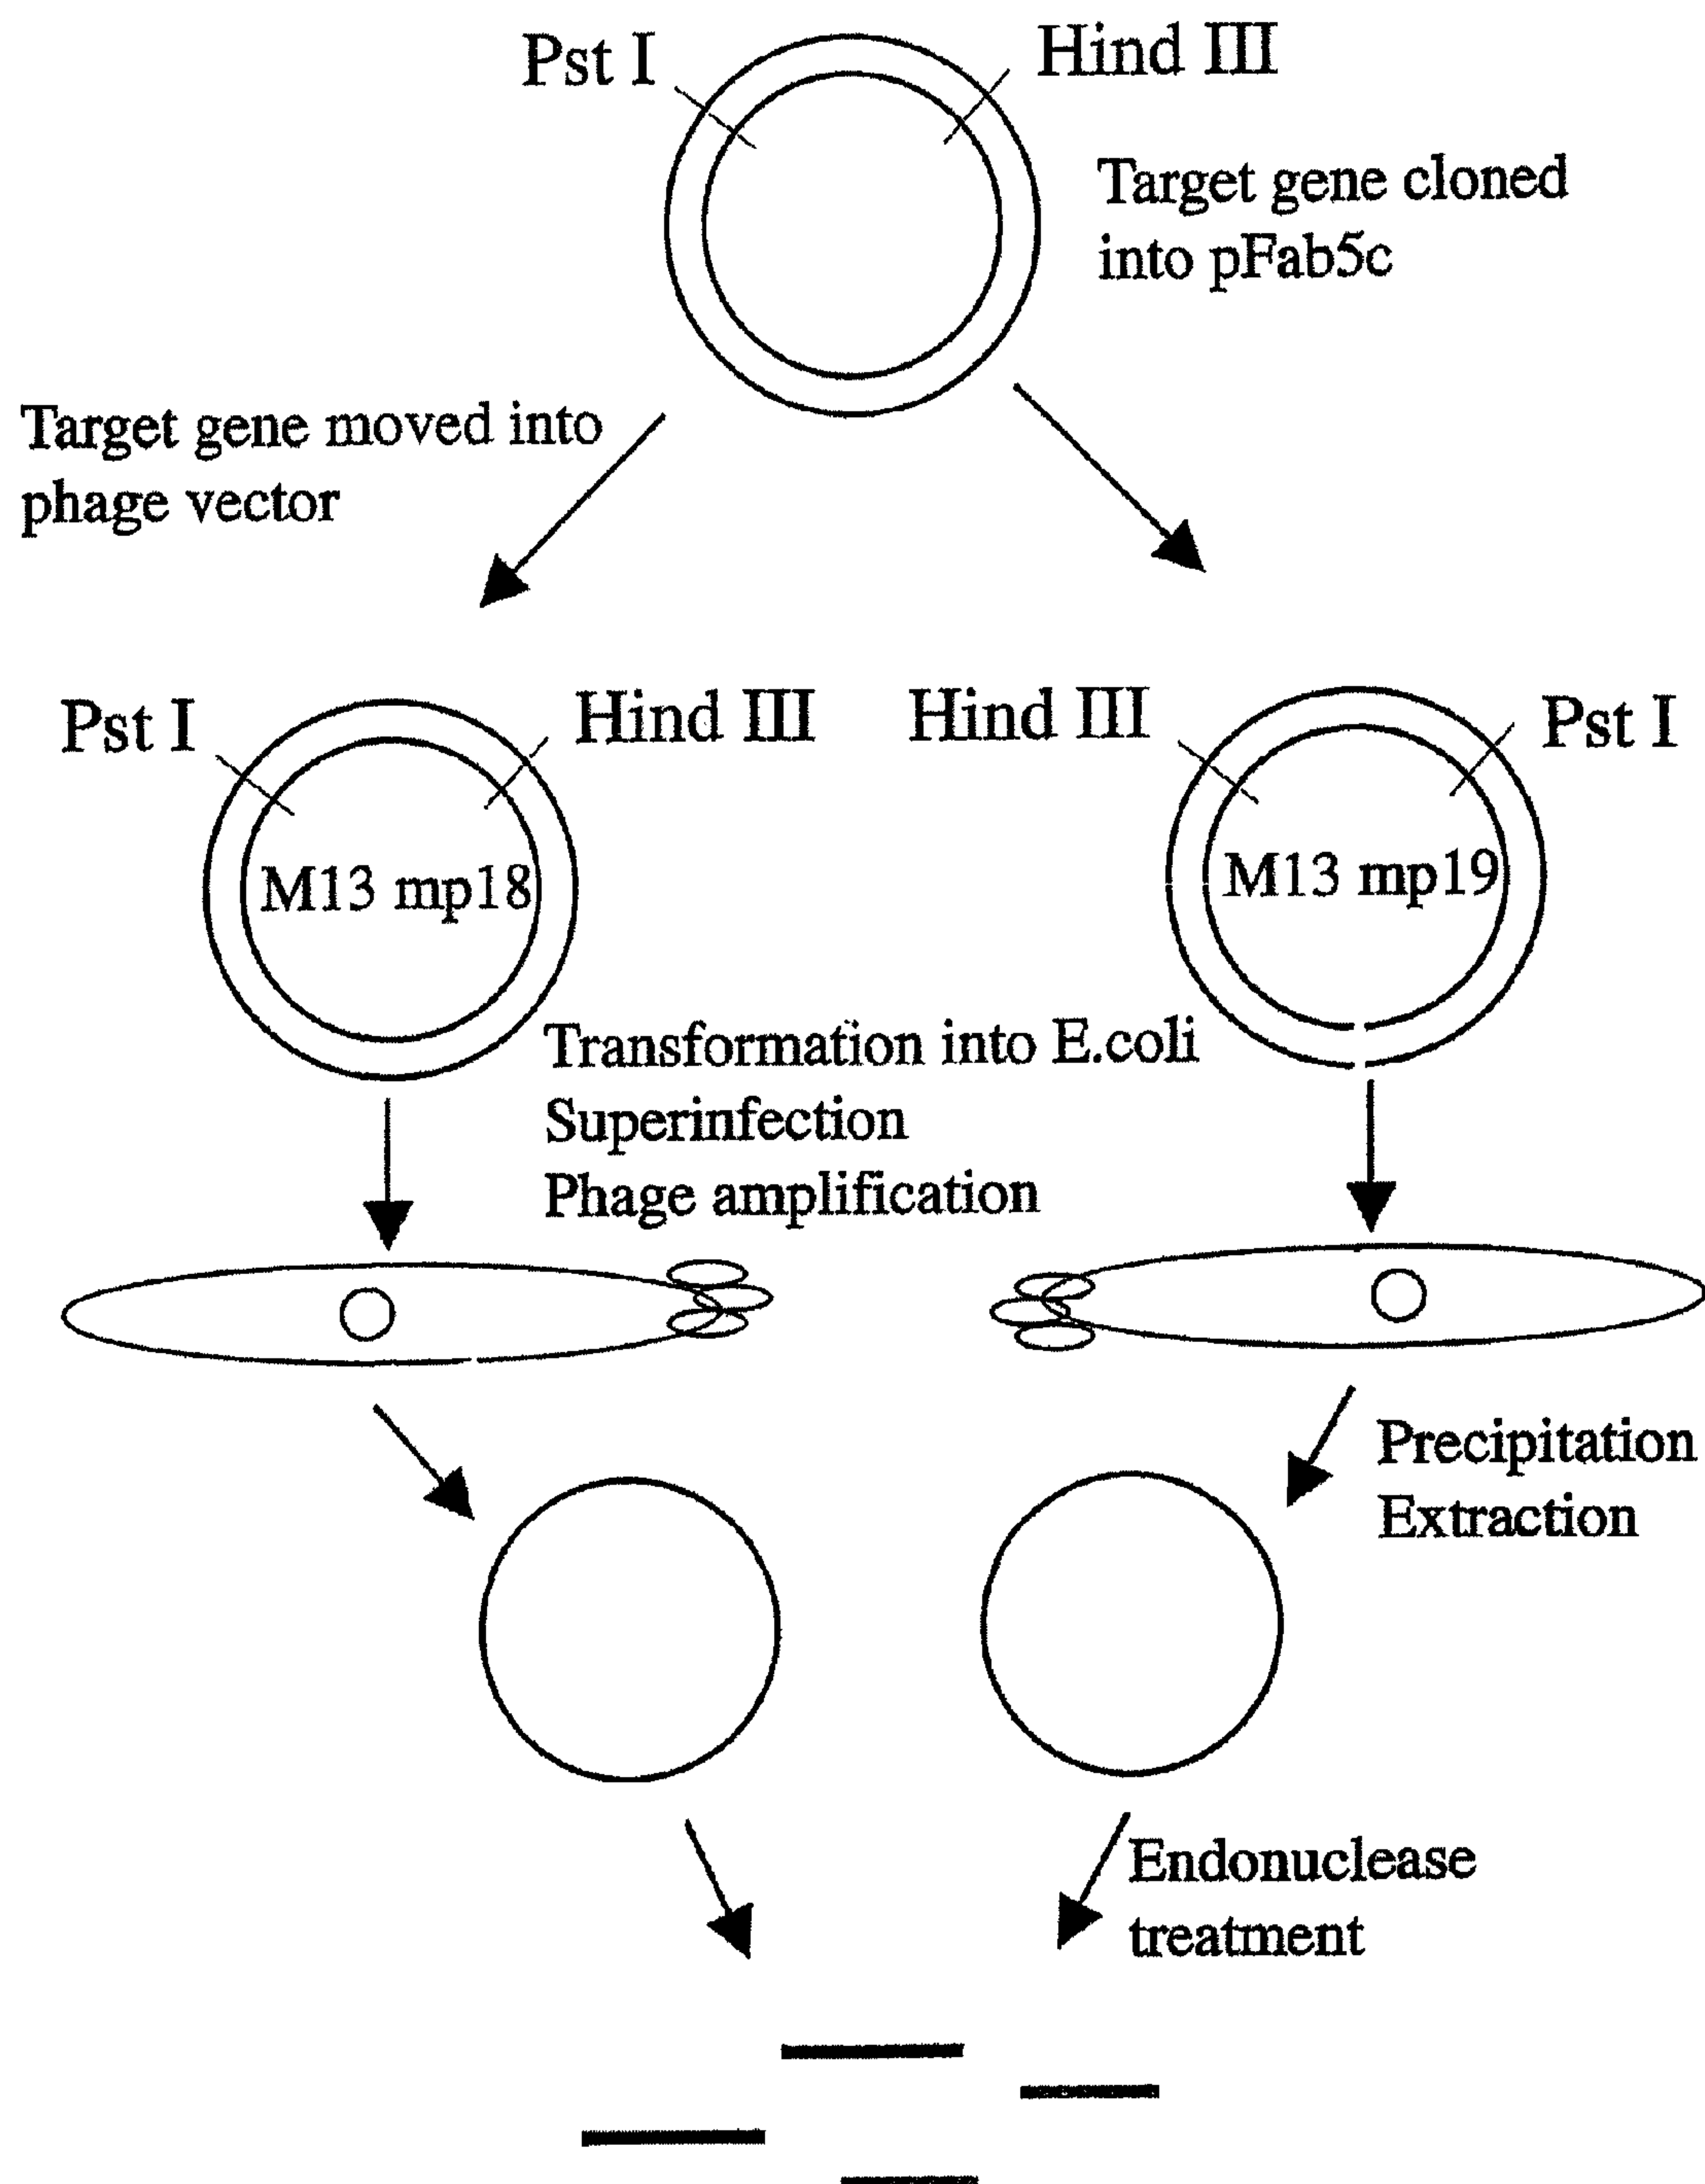 Pst I
Hind III
Target gene cloned
into pFab5c
Target gene moved into
phage vector
Pst I
Hind III
Hind III
Pst I
M13 mp18
M13 mp19
Transformation into E.coli
Superinfection
Phage amplification
Precipitation
Extraction
Endonuclease
treatment